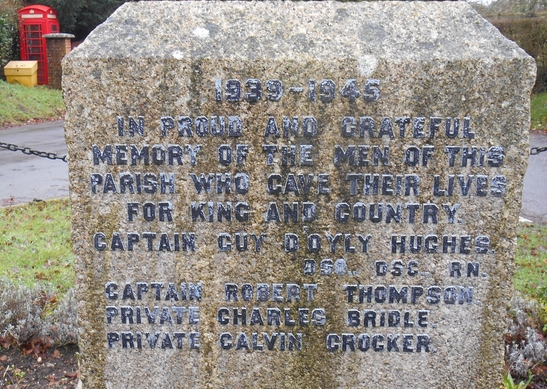 1939-1945
IN PROUD AND GRATEFUL
MEMORY OF THE MEN OF THIS
PARISH WHO GAVE THEIR LIVES
FOR KING AND COUNTRY.
CAPTAIN GUY D'OYLY HUGHES.
DSO., DSC., RN.
CAPTAIN ROBERT THOMPSON
PRIVATE CHARLES BRIDLE
PRIVATE CALVIN CROCKER